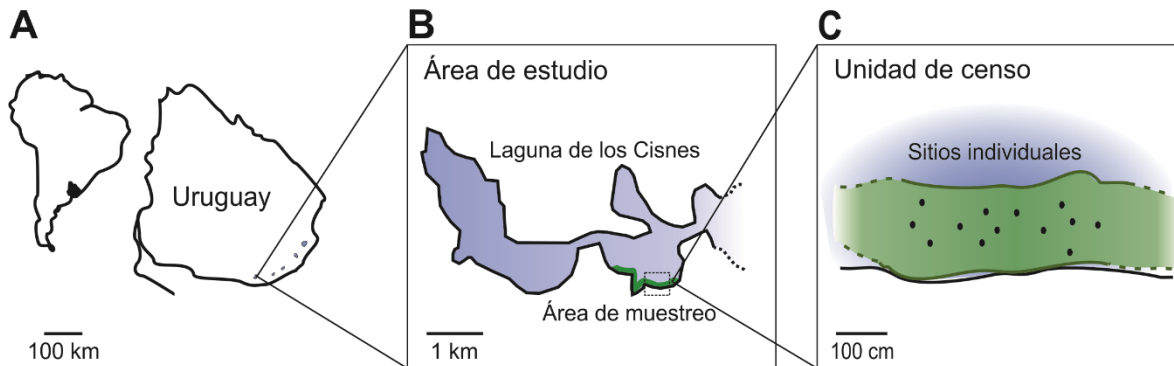 A
Uruguay
100 km
B
Área de estudio
Laguna de los Cisnes
Área de muestreo
1 km
C
Unidad de censo
Sitios individuales
100 cm